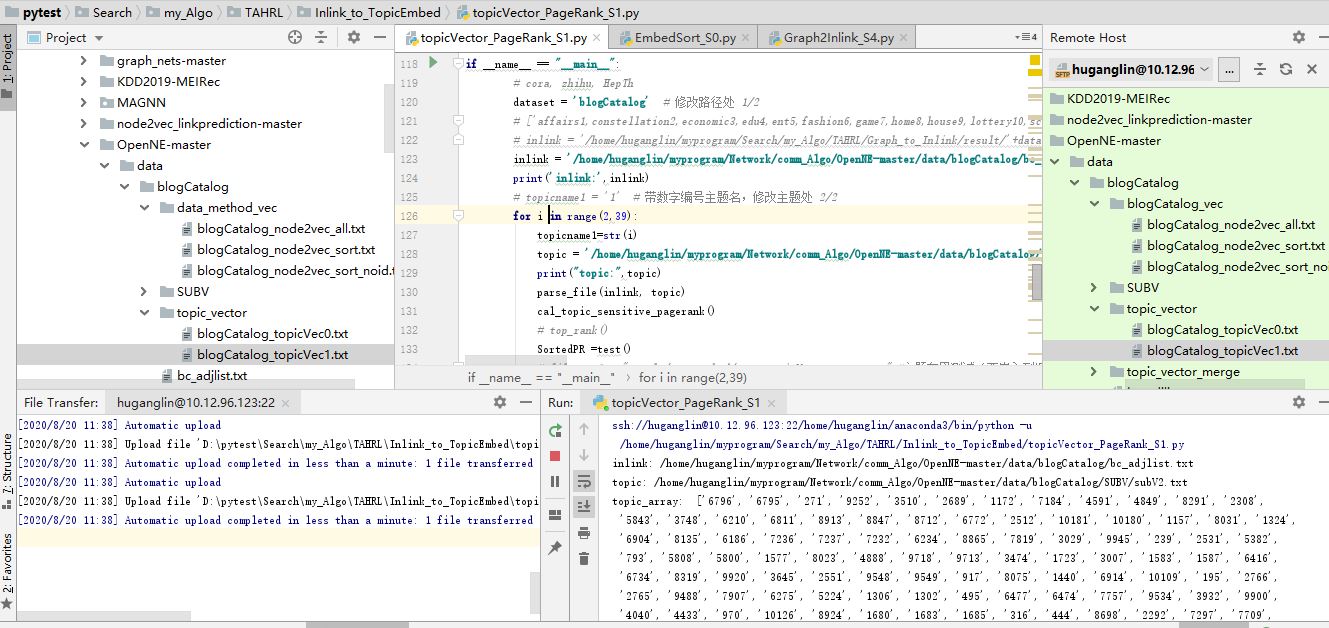 pytest Search my_Algo TAHRL Inlink_to_TopicEmbed topicVector_PageRank_S1.py
1: Project
Project
graph_nets-master
KDD2019-MEIRec
MAGNN
node2vec_linkprediction-master
OpenNE-master
data
blogCatalog
data_method_vec
blogCatalog_node2vec_all.txt
blogCatalog_node2vec_sort.txt
blogCatalog_node2vec_sort_noid.t
SUBV
topic_vector
blogCatalog_topicVec0.txt
blogCatalog_topicVec1.txt
bc_adjlist.txt
topicVector_PageRank_S1.py EmbedSort_S0.py Graph2Inlink_S4.py
4
118 if __name__ == "__main__":
119 # cora, zhihu, HepTh
120 dataset = 'blogCatalog' # 修改路径处 1/2
121 # ['affairs1,constellation2,economic3,edu4,ent5,fashion6,game7,home8,house9,lottery10,sc
122 # inlink = '/home/huganglin/myprogram/Search/my_Algo/TAHRL/Graph_to_Inlink/result/'+data
123 inlink = '/home/huganglin/myprogram/Network/comm_Algo/OpenNE-master/data/blogCatalog/bc_
124 print('inlink:',inlink)
125 # topicname1 = '1' # 带数字编号主题名，修改主题处 2/2
126 for i in range(2,39):
127 topicname1=str(i)
128 topic = '/home/huganglin/myprogram/Network/comm_Algo/OpenNE-master/data/blogCatalog/
129 print("topic:",topic)
130 parse_file(inlink, topic)
131 cal_topic_sensitive_pagerank()
132 # top_rank()
133 SortedPR =test()
if __name__ == "__main__" for i in range(2,39)
Remote Host
huganglin@10.12.96 ...
KDD2019-MEIRec
node2vec_linkprediction-master
OpenNE-master
data
blogCatalog
blogCatalog_vec
blogCatalog_node2vec_all.txt
blogCatalog_node2vec_sort.txt
blogCatalog_node2vec_sort_no
SUBV
topic_vector
blogCatalog_topicVec0.txt
blogCatalog_topicVec1.txt
topic_vector_merge
7: Structure
2: Favorites
File Transfer: huganglin@10.12.96.123:22
[2020/8/20 11:38] Automatic upload
[2020/8/20 11:38] Upload file 'D:\pytest\Search\my_Algo\TAHRL\Inlink_to_TopicEmbed\topi
[2020/8/20 11:38] Automatic upload completed in less than a minute: 1 file transferred
[2020/8/20 11:38] Automatic upload
[2020/8/20 11:38] Upload file 'D:\pytest\Search\my_Algo\TAHRL\Inlink_to_TopicEmbed\topi
[2020/8/20 11:38] Automatic upload completed in less than a minute: 1 file transferred
Run: topicVector_PageRank_S1
ssh://huganglin@10.12.96.123:22/home/huganglin/anaconda3/bin/python -u
/home/huganglin/myprogram/Search/my_Algo/TAHRL/Inlink_to_TopicEmbed/topicVector_PageRank_S1.py
inlink: /home/huganglin/myprogram/Network/comm_Algo/OpenNE-master/data/blogCatalog/bc_adjlist.txt
topic: /home/huganglin/myprogram/Network/comm_Algo/OpenNE-master/data/blogCatalog/SUBV/subV2.txt
topic_array: ['6796', '6795', '271', '9252', '3510', '2689', '1172', '7184', '4591', '4849', '8291', '2308',
'5843', '3748', '6210', '6811', '8913', '8847', '8712', '6772', '2512', '10181', '10180', '1157', '8031', '1324',
'6904', '8135', '6186', '7236', '7237', '7232', '6234', '8865', '7819', '3029', '9945', '239', '2531', '5382',
'793', '5808', '5800', '1577', '8023', '4888', '9718', '9713', '3474', '1723', '3007', '1583', '1587', '6416',
'6734', '8319', '9920', '3645', '2551', '9548', '9549', '917', '8075', '1440', '6914', '10109', '195', '2766',
'2765', '9488', '7907', '6275', '5224', '1306', '1302', '495', '6477', '6474', '7757', '9534', '3932', '9900',
'4040', '4433', '970', '10126', '8924', '1680', '1683', '1685', '316', '444', '8698', '2292', '7297', '7709',